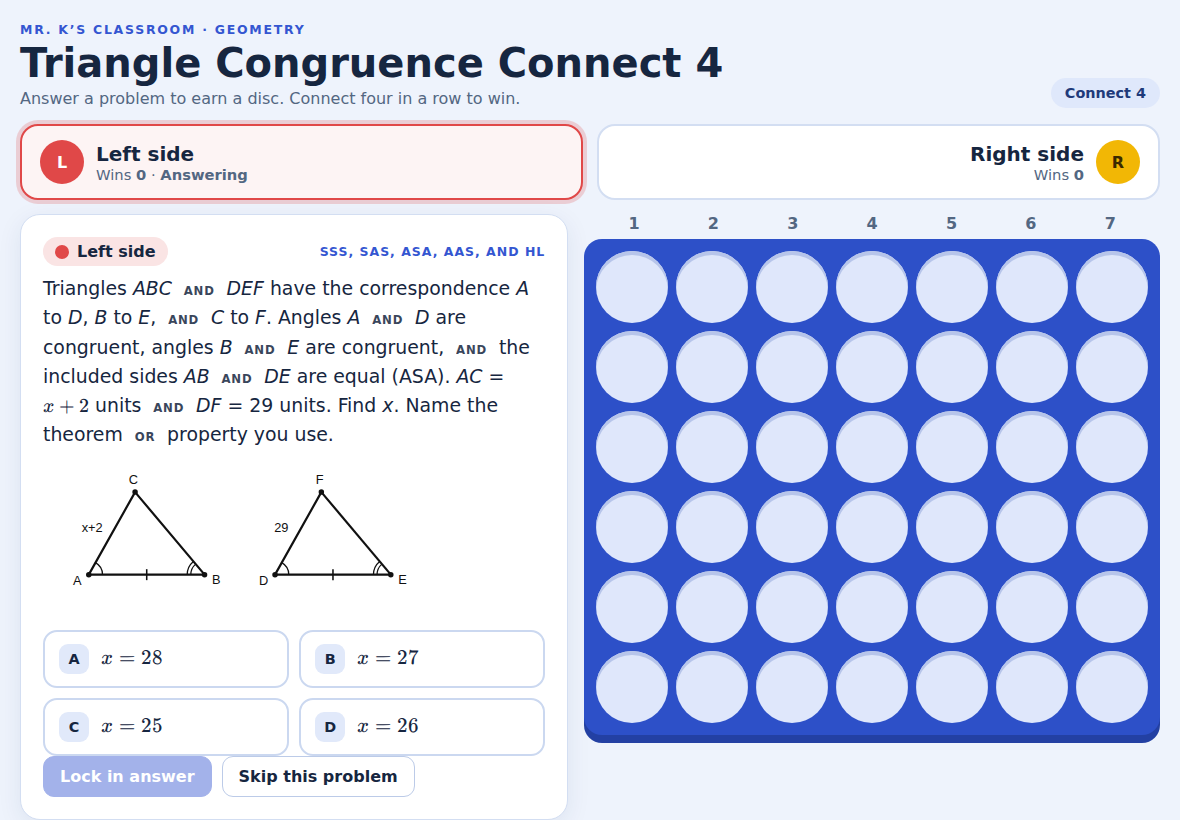 MR. K’S CLASSROOM · GEOMETRY
Triangle Congruence Connect 4
Answer a problem to earn a disc. Connect four in a row to win.
Connect 4
L
Left side
Wins 0 · Answering
Right side
Wins 0
R
Left side
SSS, SAS, ASA, AAS, AND HL
Triangles ABC AND DEF have the correspondence A
to D, B to E, AND C to F. Angles A AND D are
congruent, angles B AND E are congruent, AND the
included sides AB AND DE are equal (ASA). AC =
x + 2 units AND DF = 29 units. Find x. Name the
theorem OR property you use.
C
F
x+2
29
A
B
D
E
A x = 28
B x = 27
C x = 25
D x = 26
Lock in answer
Skip this problem
1 2 3 4 5 6 7